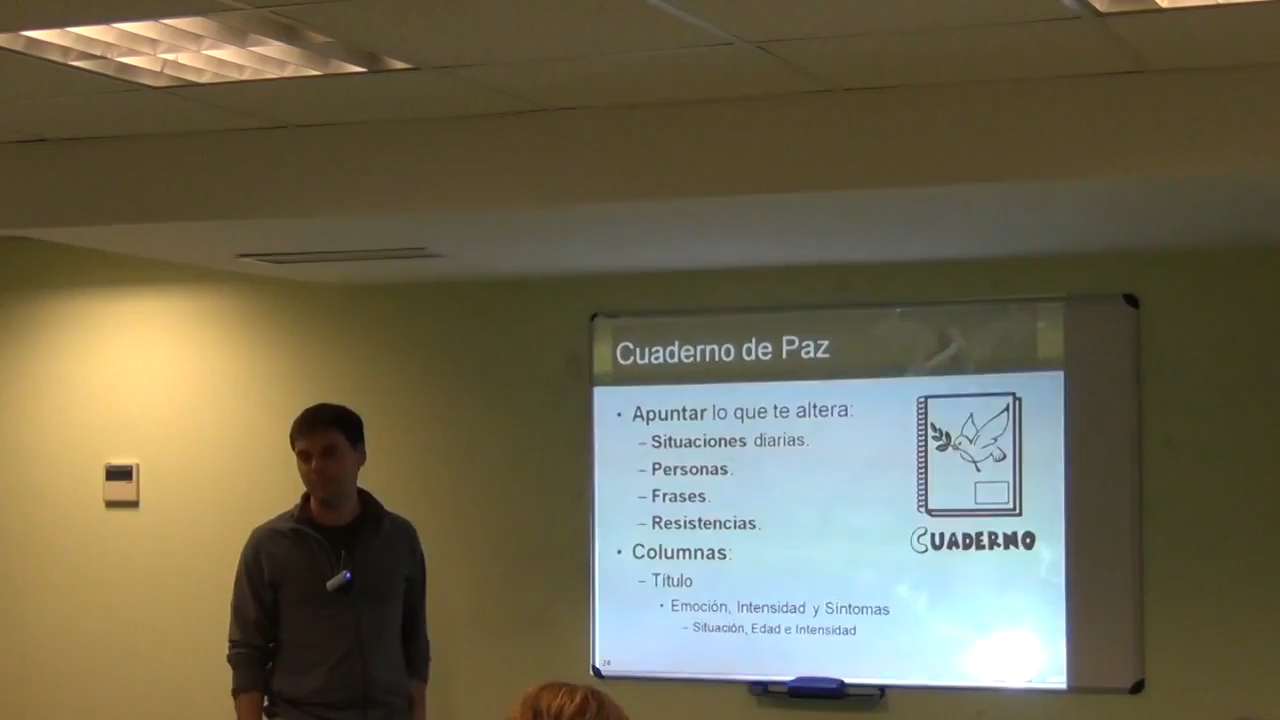 Cuaderno de Paz
• Apuntar lo que te altera:
– Situaciones diarias.
– Personas.
– Frases.
– Resistencias.
• Columnas:
– Título
• Emoción, Intensidad y Síntomas
– Situación, Edad e Intensidad
24
CUADERNO